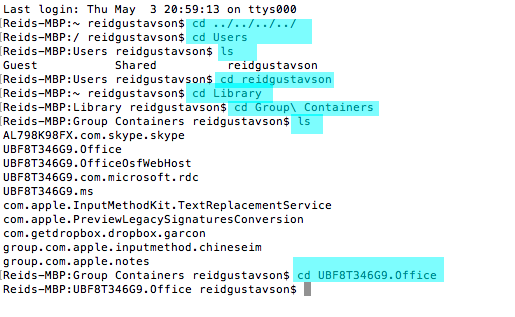 Last login: Thu May  3 20:59:13 on ttys000
[Reids-MBP:~ reidgustavson$ cd ../../../../
[Reids-MBP:/ reidgustavson$ cd Users
[Reids-MBP:Users reidgustavson$ ls
Guest           Shared          reidgustavson
[Reids-MBP:Users reidgustavson$ cd reidgustavson
[Reids-MBP:~ reidgustavson$ cd Library
[Reids-MBP:Library reidgustavson$ cd Group\ Containers
[Reids-MBP:Group Containers reidgustavson$ ls
AL798K98FX.com.skype.skype
UBF8T346G9.Office
UBF8T346G9.OfficeOsfWebHost
UBF8T346G9.com.microsoft.rdc
UBF8T346G9.ms
com.apple.InputMethodKit.TextReplacementService
com.apple.PreviewLegacySignaturesConversion
com.getdropbox.dropbox.garcon
group.com.apple.inputmethod.chineseim
group.com.apple.notes
[Reids-MBP:Group Containers reidgustavson$ cd UBF8T346G9.Office
Reids-MBP:UBF8T346G9.Office reidgustavson$